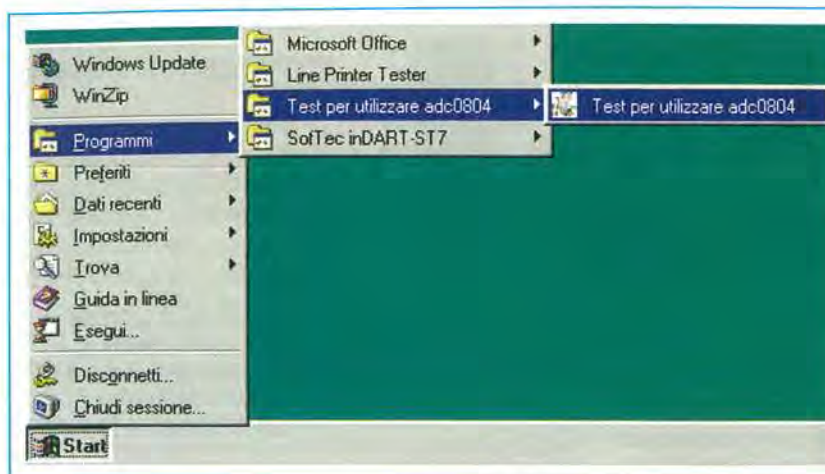 Windows Update
WinZip
Programmi
Preferiti
Dati recenti
Impostazioni
Trova
Guida in linea
Esegui...
Disconnetti...
Chiudi sessione...
Start
Microsoft Office
Line Printer Tester
Test per utilizzare adc0804
SofTec inDART-ST7
Test per utilizzare adc0804